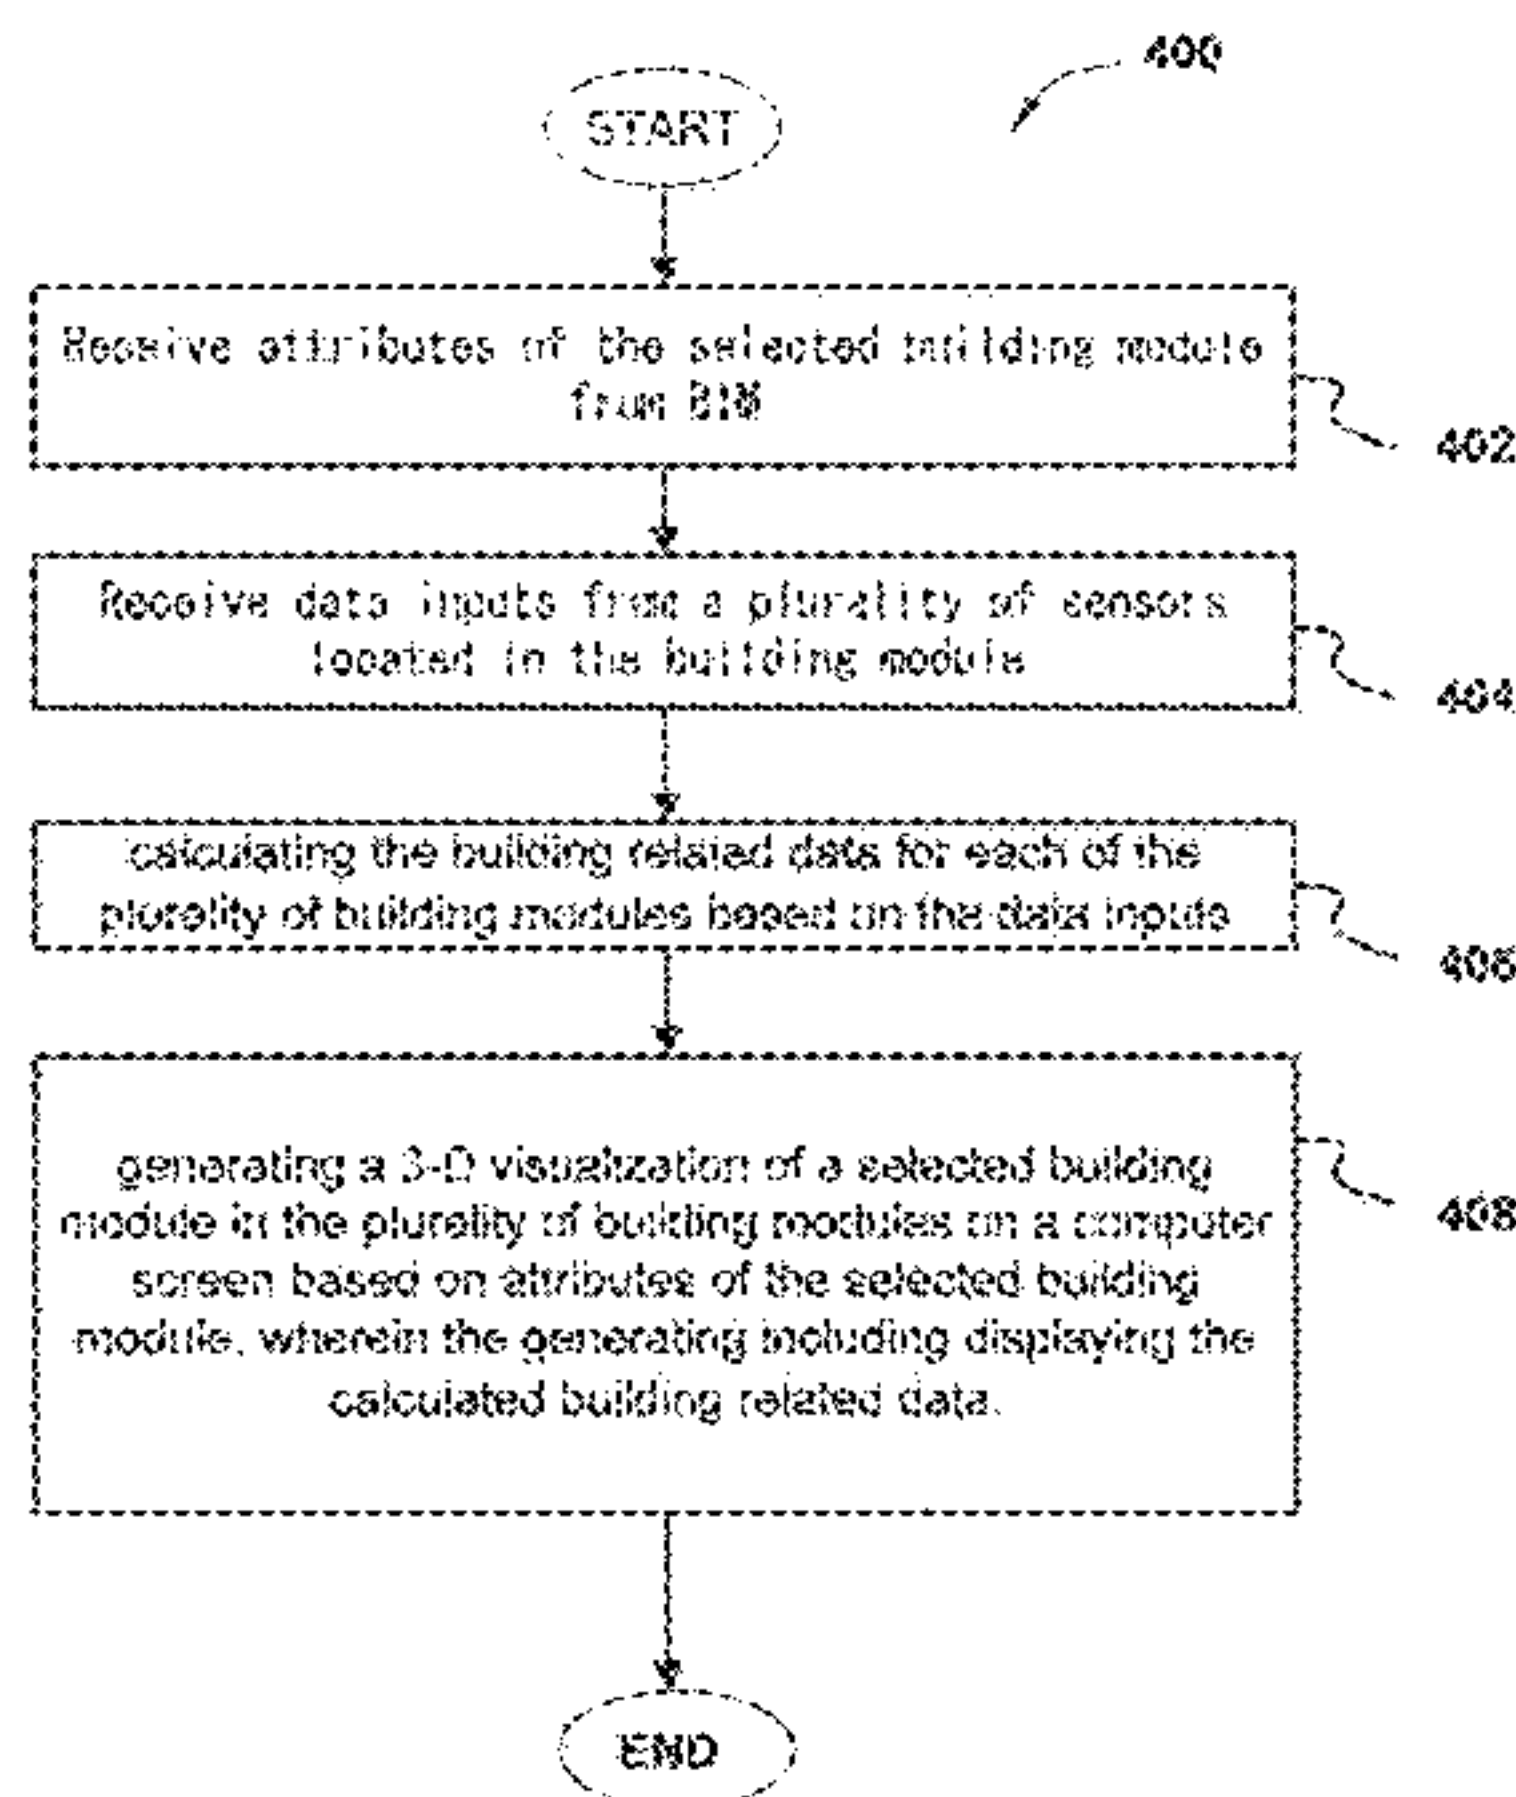 400
START
Receive attributes of the selected building module
from BIM
402
Receive data inputs from a plurality of sensors
located in the building module
404
calculating the building related data for each of the
plurality of building modules based on the data inputs
406
generating a 3-D visualization of a selected building
module in the plurality of building modules on a computer
screen based on attributes of the selected building
module, wherein the generating including displaying the
calculated building related data.
408
END